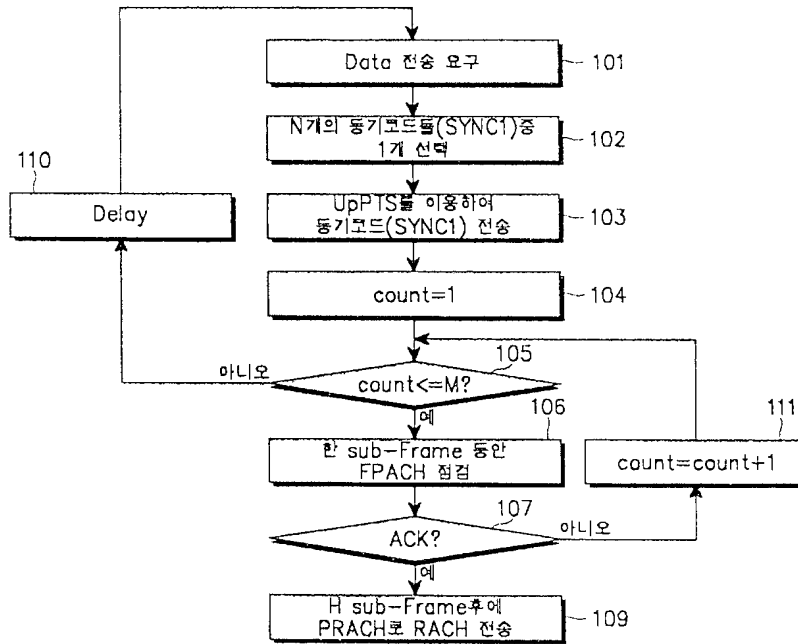 Data 전송 요구
101
N개의 동기코드들(SYNC1)중
1개 선택
102
110
Delay
UpPTS를 이용하여
동기코드(SYNC1) 전송
103
count=1
104
105
아니오
count<=M?
예
106
한 sub-Frame 동안
FPACH 점검
111
count=count+1
107
ACK?
아니오
예
H sub-Frame후에
PRACH로 RACH 전송
109